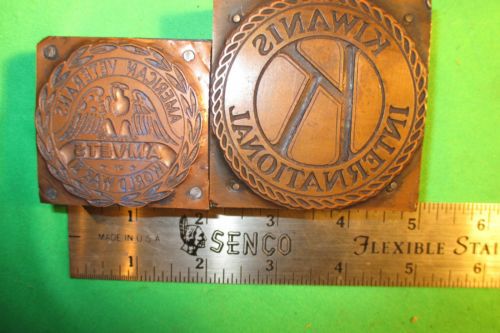 AMERICAN VETERANS
AMVETS
WORLD WAR
KIWANIS
K
INTERNATIONAL
1 2 3 4 5 6
MADE IN U.S.A. SENCO FLEXIBLE STAI
1 2 3 4 5 6